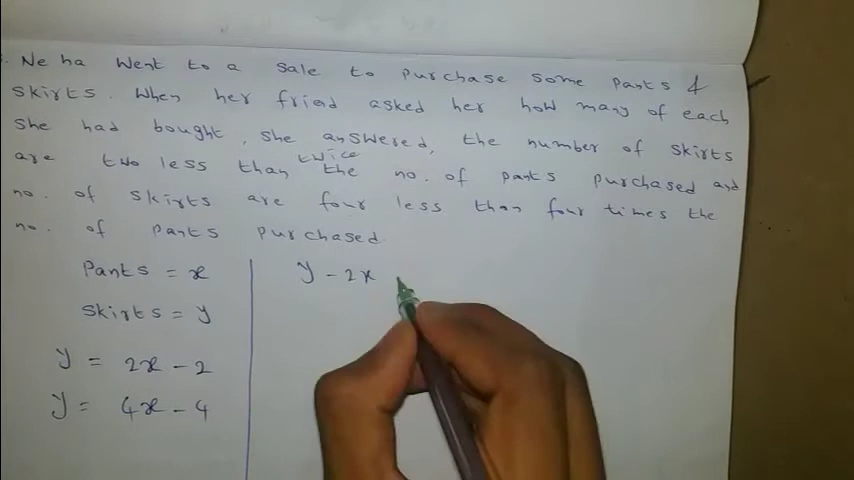 Neha went to a sale to purchase some pants &
skirts. When her friend asked her how many of each
she had bought, she answered, the number of skirts
are two less than twice the no. of pants purchased and
no. of skirts are four less than four times the
no. of pants purchased.
Pants = x
Skirts = y
y = 2x - 2
y = 4x - 4
y - 2x